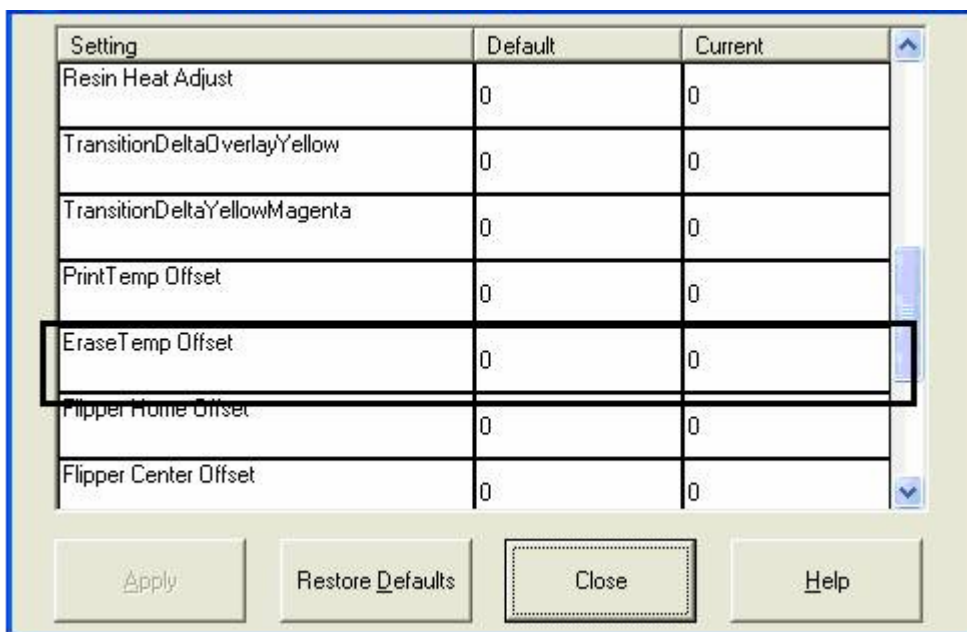 Setting Default Current
Resin Heat Adjust 0 0
TransitionDeltaOverlayYellow 0 0
TransitionDeltaYellowMagenta 0 0
PrintTemp Offset 0 0
EraseTemp Offset 0 0
Flipper Home Offset 0 0
Flipper Center Offset 0 0
Apply Restore Defaults Close Help